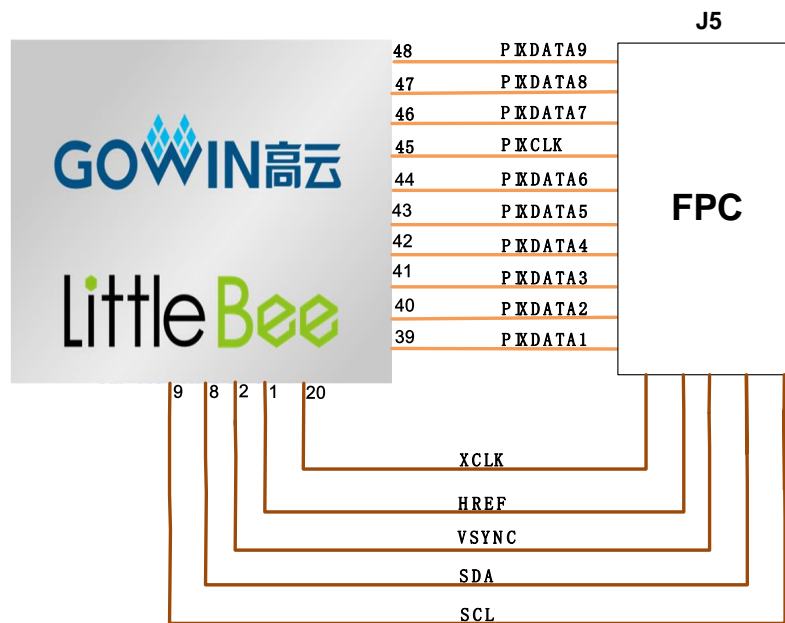 J5
48 PIXDATA9
47 PIXDATA8
46 PIXDATA7
45 PIXCLK
44 PIXDATA6
43 PIXDATA5
42 PIXDATA4
41 PIXDATA3
40 PIXDATA2
39 PIXDATA1
GOWIN高云
LittleBee
FPC
9 8 2 1 20
XCLK
HREF
VSYNC
SDA
SCL